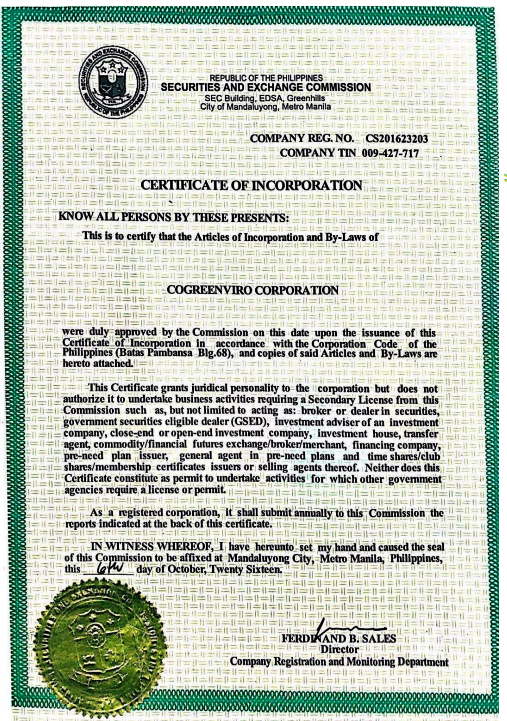 REPUBLIC OF THE PHILIPPINES
SECURITIES AND EXCHANGE COMMISSION
SEC Building, EDSA, Greenhills
City of Mandaluyong, Metro Manila
COMPANY REG. NO. CS201623203
COMPANY TIN 009-427-717
CERTIFICATE OF INCORPORATION
KNOW ALL PERSONS BY THESE PRESENTS:
This is to certify that the Articles of Incorporation and By-Laws of
COGREENVIRO CORPORATION
were duly approved by the Commission on this date upon the issuance of this
Certificate of Incorporation in accordance with the Corporation Code of the
Philippines (Batas Pambansa Blg.68), and copies of said Articles and By-Laws are
hereto attached.
This Certificate grants juridical personality to the corporation but does not
authorize it to undertake business activities requiring a Secondary License from this
Commission such as, but not limited to acting as: broker or dealer in securities,
government securities eligible dealer (GSED), investment adviser of an investment
company, close-end or open-end investment company, investment house, transfer
agent, commodity/financial futures exchange/broker/merchant, financing company,
pre-need plan issuer, general agent in pre-need plans and time shares/club
shares/membership certificates issuers or selling agents thereof. Neither does this
Certificate constitute as permit to undertake activities for which other government
agencies require a license or permit.
As a registered corporation, it shall submit annually to this Commission the
reports indicated at the back of this certificate.
IN WITNESS WHEREOF, I have hereunto set my hand and caused the seal
of this Commission to be affixed at Mandaluyong City, Metro Manila, Philippines,
this 6th day of October, Twenty Sixteen.
FERDINAND B. SALES
Director
Company Registration and Monitoring Department